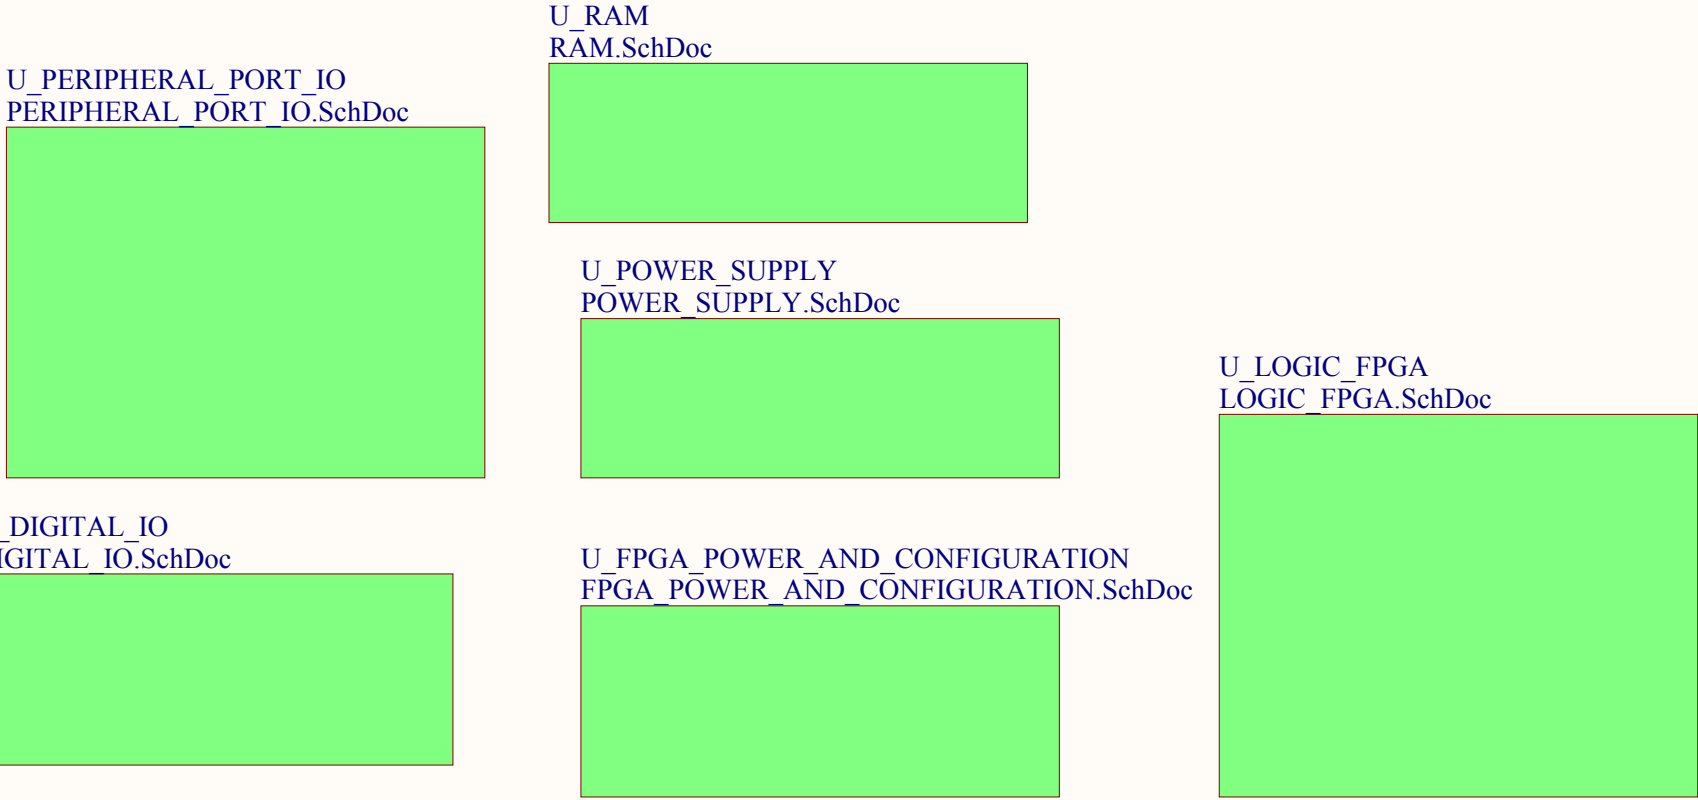 U_RAM
RAM.SchDoc
U_PERIPHERAL_PORT_IO
PERIPHERAL_PORT_IO.SchDoc
U_POWER_SUPPLY
POWER_SUPPLY.SchDoc
U_LOGIC_FPGA
LOGIC_FPGA.SchDoc
_DIGITAL_IO
IGITAL_IO.SchDoc
U_FPGA_POWER_AND_CONFIGURATION
FPGA_POWER_AND_CONFIGURATION.SchDoc